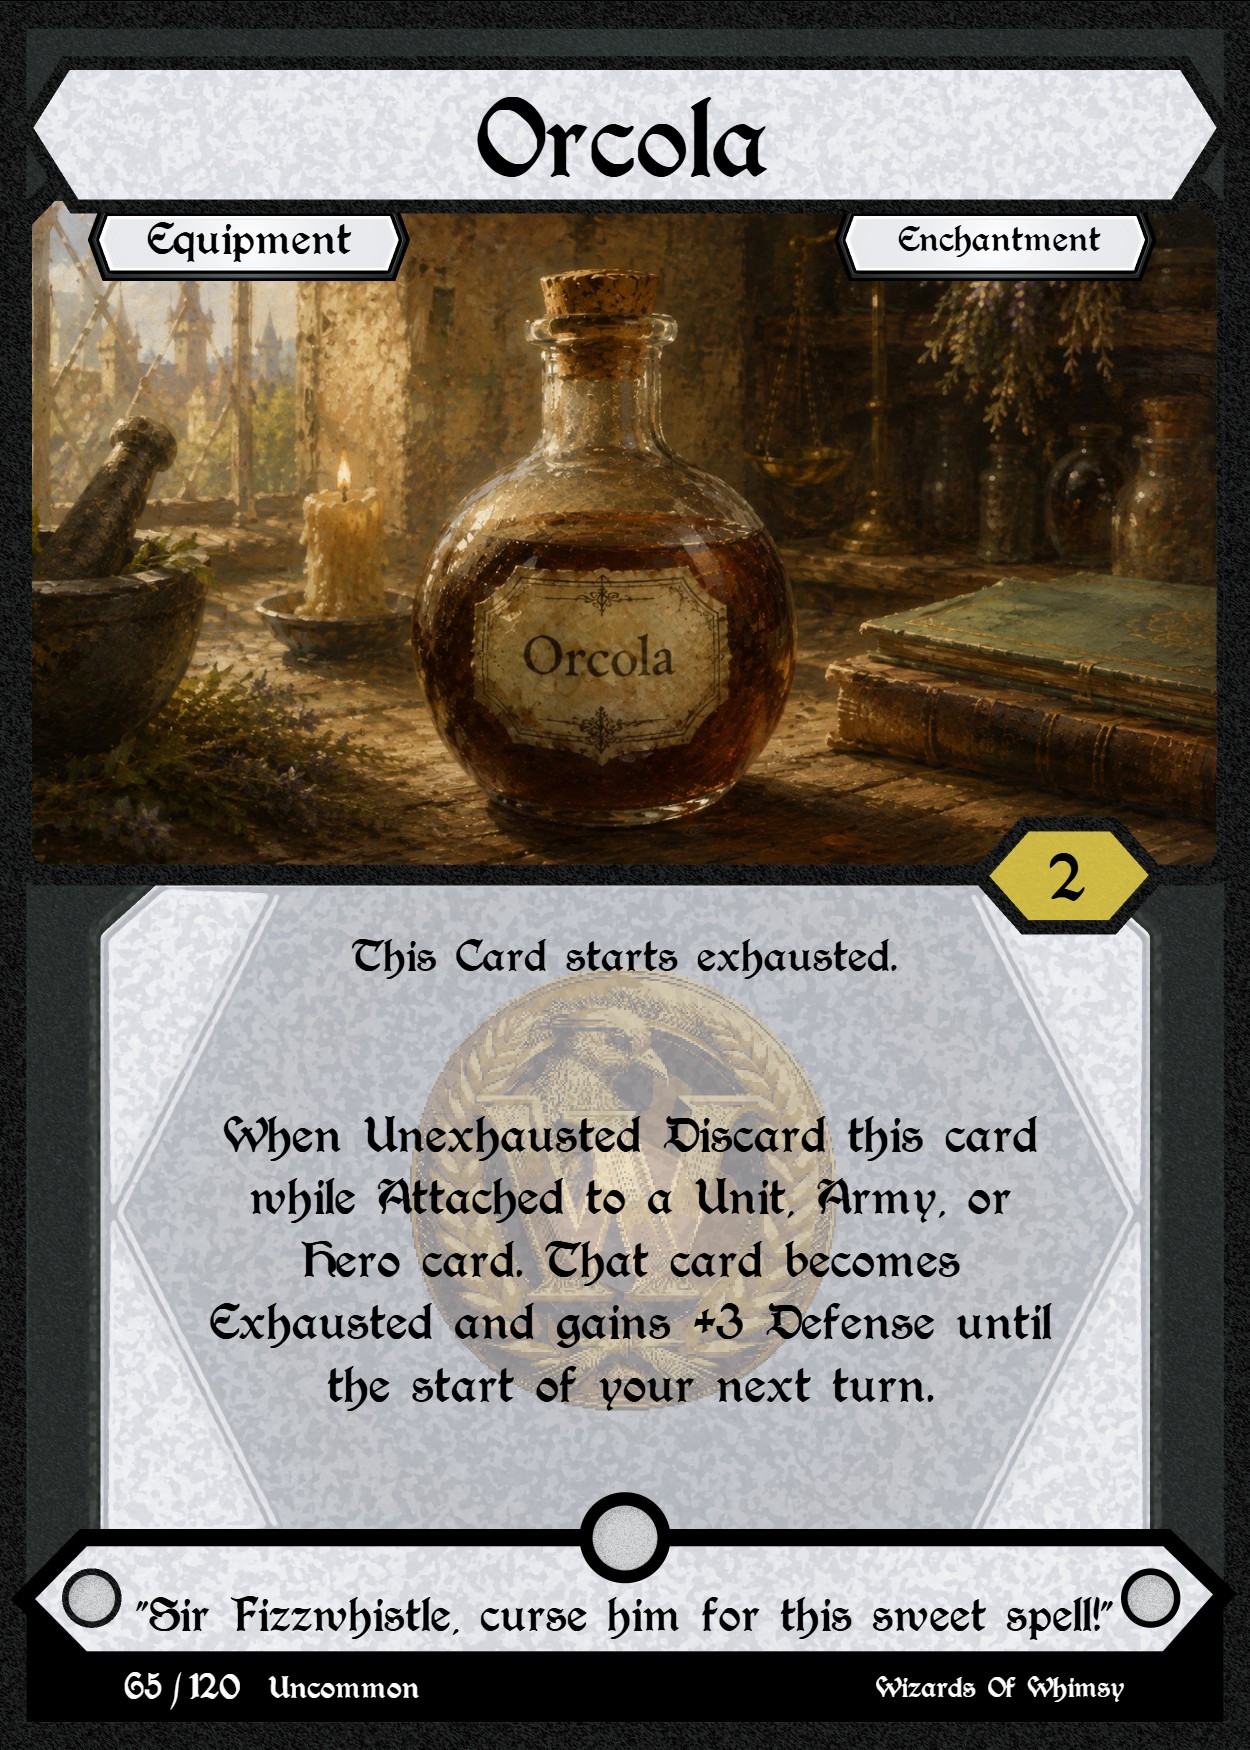 Orcola
Equipment
Enchantment
Orcola
2
This Card starts exhausted.
W
When Unexhausted Discard this card
while Attached to a Unit, Army, or
Hero card. That card becomes
Exhausted and gains +3 Defense until
the start of your next turn.
"Sir Fizzwhistle, curse him for this sweet spell!"
65 / 120 Uncommon
Wizards Of Whimsy